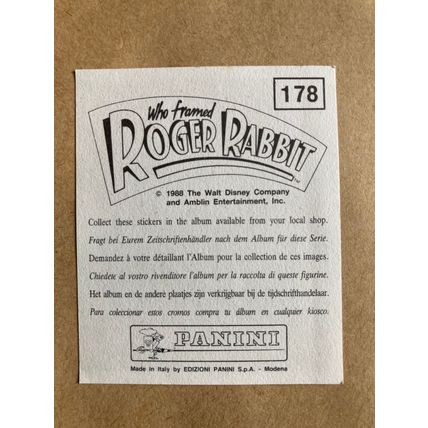 178
Who framed
ROGER RABBIT
TM
© 1988 The Walt Disney Company
and Amblin Entertainment, Inc.
Collect these stickers in the album available from your local shop.
Fragt bei Eurem Zeitschriftenhändler nach dem Album für diese Serie.
Demandez à votre détaillant l'Album pour la collection de ces images.
Chiedete al vostro rivenditore l'album per la raccolta di queste figurine.
Het album en de andere plaatjes zijn verkrijgbaar bij de tijdschrifthandelaar.
Para coleccionar estos cromos compra tu álbum en cualquier kiosco.
PANINI
Made in Italy by EDIZIONI PANINI S.p.A. - Modena